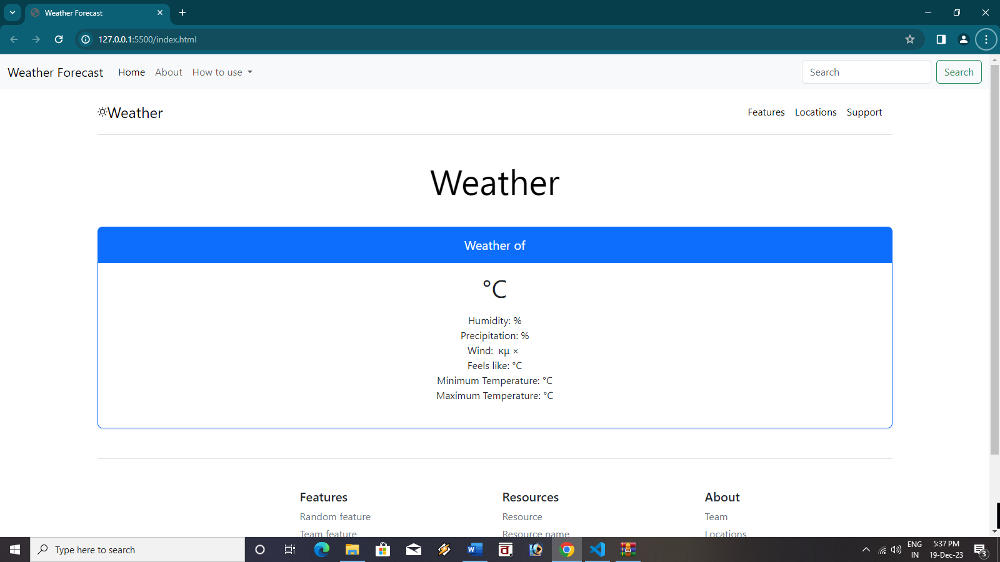 Weather Forecast
127.0.0.1:5500/index.html
Weather Forecast Home About How to use Search Search
Weather Features Locations Support
Weather
Weather of
°C
Humidity: %
Precipitation: %
Wind: κμ ×
Feels like: °C
Minimum Temperature: °C
Maximum Temperature: °C
Features Resources About
Random feature Resource Team
Team feature Resource name Locations
Type here to search
ENG 5:37 PM
IN 19-Dec-23 3